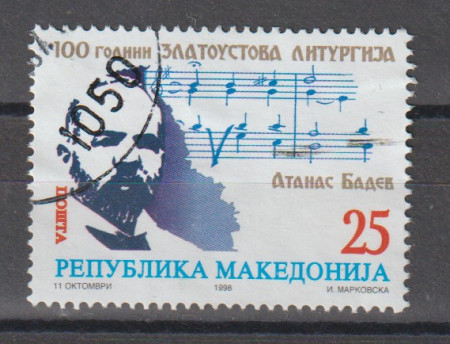 100 ГОДИНИ ЗЛАТОУСТОВА ЛИТУРГИЈА
1050
АТАНАС БАДЕВ
ПОШТА
25
РЕПУБЛИКА МАКЕДОНИЈА
11 ОКТОМВРИ 1998 И. МАРКОВСКА